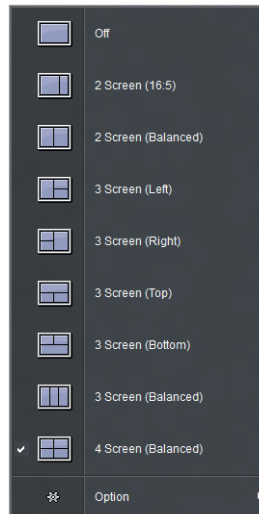 Off
2 Screen (16:5)
2 Screen (Balanced)
3 Screen (Left)
3 Screen (Right)
3 Screen (Top)
3 Screen (Bottom)
3 Screen (Balanced)
4 Screen (Balanced)
Option